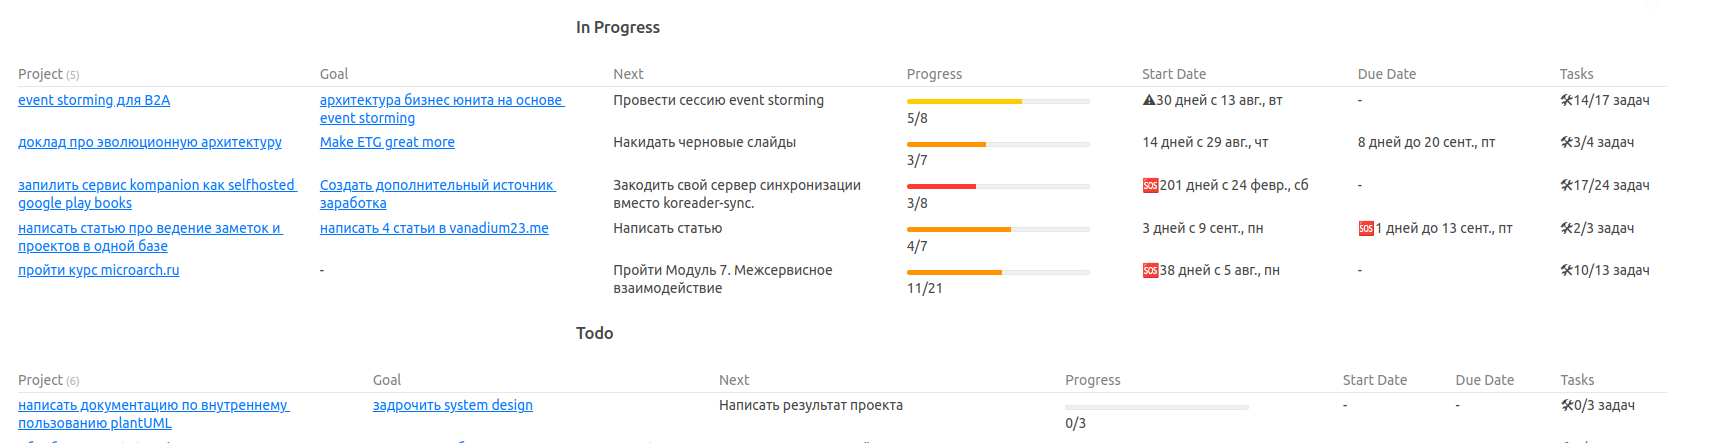 In Progress
Project (5) Goal Next Progress Start Date Due Date Tasks
event storming для B2A архитектура бизнес юнита на основе Провести сессию event storming ⚠30 дней с 13 авг., вт - 🛠14/17 задач
event storming 5/8
доклад про эволюционную архитектуру Make ETG great more Накидать черновые слайды 14 дней с 29 авг., чт 8 дней до 20 сент., пт 🛠3/4 задач
3/7
запилить сервис kompanion как selfhosted Создать дополнительный источник Закодить свой сервер синхронизации 🆘201 дней с 24 февр., сб - 🛠17/24 задач
google play books заработка вместо koreader-sync. 3/8
написать статью про ведение заметок и написать 4 статьи в vanadium23.me Написать статью 3 дней с 9 сент., пн 🆘1 дней до 13 сент., пт 🛠2/3 задач
проектов в одной базе 4/7
пройти курс microarch.ru - Пройти Модуль 7. Межсервисное 🆘38 дней с 5 авг., пн - 🛠10/13 задач
взаимодействие 11/21
Todo
Project (6) Goal Next Progress Start Date Due Date Tasks
написать документацию по внутреннему задрочить system design Написать результат проекта - - 🛠0/3 задач
пользованию plantUML 0/3